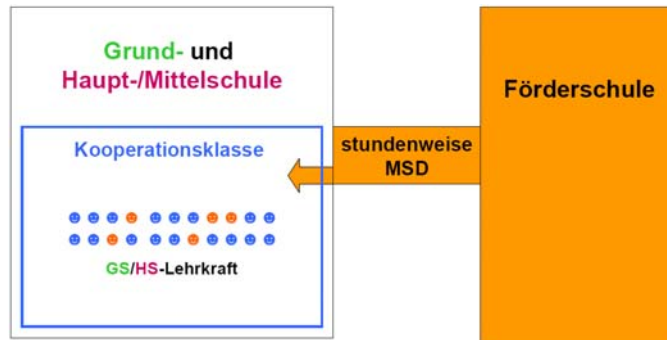 Grund- und
Haupt-/Mittelschule
Kooperationsklasse
GS/HS-Lehrkraft
stundenweise
MSD
Förderschule